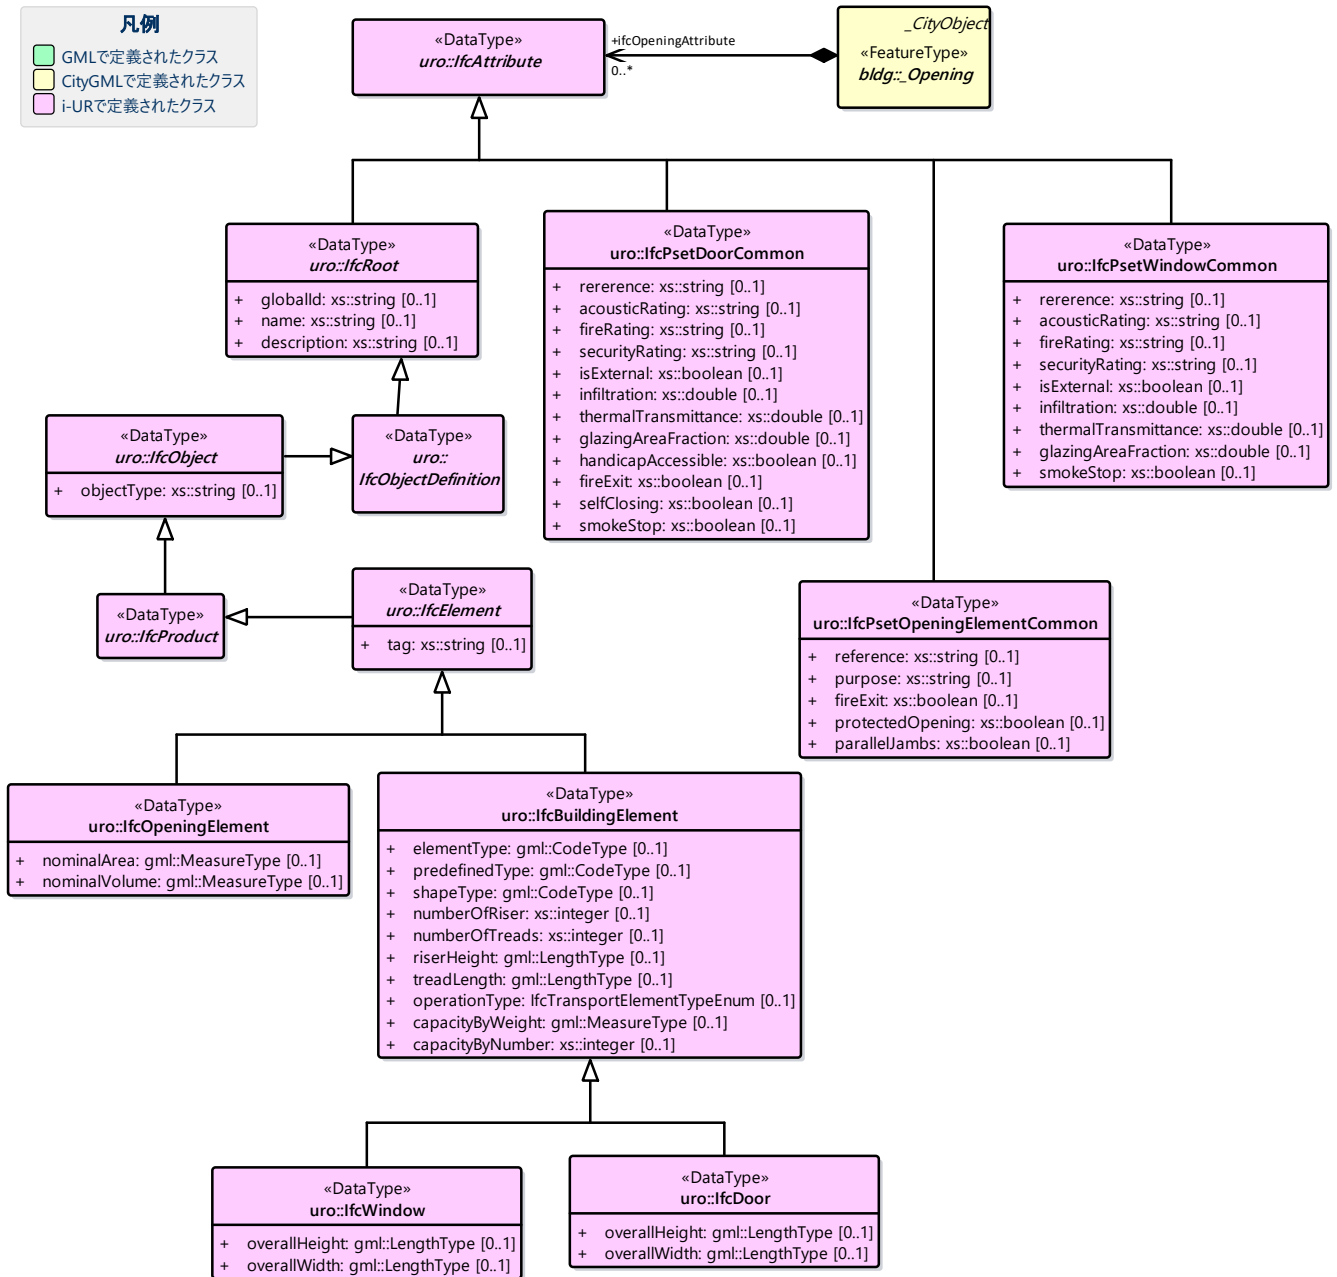 凡例
GMLで定義されたクラス
CityGMLで定義されたクラス
i-URで定義されたクラス
«DataType»
uro::IfcAttribute
+ifcOpeningAttribute
0..*
_CityObject
«FeatureType»
bldg::_Opening
«DataType»
uro::IfcRoot
+ globalId: xs::string [0..1]
+ name: xs::string [0..1]
+ description: xs::string [0..1]
«DataType»
uro::IfcPsetDoorCommon
+ rererence: xs::string [0..1]
+ acousticRating: xs::string [0..1]
+ fireRating: xs::string [0..1]
+ securityRating: xs::string [0..1]
+ isExternal: xs::boolean [0..1]
+ infiltration: xs::double [0..1]
+ thermalTransmittance: xs::double [0..1]
+ glazingAreaFraction: xs::double [0..1]
+ handicapAccessible: xs::boolean [0..1]
+ fireExit: xs::boolean [0..1]
+ selfClosing: xs::boolean [0..1]
+ smokeStop: xs::boolean [0..1]
«DataType»
uro::IfcPsetWindowCommon
+ rererence: xs::string [0..1]
+ acousticRating: xs::string [0..1]
+ fireRating: xs::string [0..1]
+ securityRating: xs::string [0..1]
+ isExternal: xs::boolean [0..1]
+ infiltration: xs::double [0..1]
+ thermalTransmittance: xs::double [0..1]
+ glazingAreaFraction: xs::double [0..1]
+ smokeStop: xs::boolean [0..1]
«DataType»
uro::IfcObject
+ objectType: xs::string [0..1]
«DataType»
uro::
IfcObjectDefinition
«DataType»
uro::IfcProduct
«DataType»
uro::IfcElement
+ tag: xs::string [0..1]
«DataType»
uro::IfcPsetOpeningElementCommon
+ reference: xs::string [0..1]
+ purpose: xs::string [0..1]
+ fireExit: xs::boolean [0..1]
+ protectedOpening: xs::boolean [0..1]
+ parallelJambs: xs::boolean [0..1]
«DataType»
uro::IfcOpeningElement
+ nominalArea: gml::MeasureType [0..1]
+ nominalVolume: gml::MeasureType [0..1]
«DataType»
uro::IfcBuildingElement
+ elementType: gml::CodeType [0..1]
+ predefinedType: gml::CodeType [0..1]
+ shapeType: gml::CodeType [0..1]
+ numberOfRiser: xs::integer [0..1]
+ numberOfTreads: xs::integer [0..1]
+ riserHeight: gml::LengthType [0..1]
+ treadLength: gml::LengthType [0..1]
+ operationType: IfcTransportElementTypeEnum [0..1]
+ capacityByWeight: gml::MeasureType [0..1]
+ capacityByNumber: xs::integer [0..1]
«DataType»
uro::IfcWindow
+ overallHeight: gml::LengthType [0..1]
+ overallWidth: gml::LengthType [0..1]
«DataType»
uro::IfcDoor
+ overallHeight: gml::LengthType [0..1]
+ overallWidth: gml::LengthType [0..1]